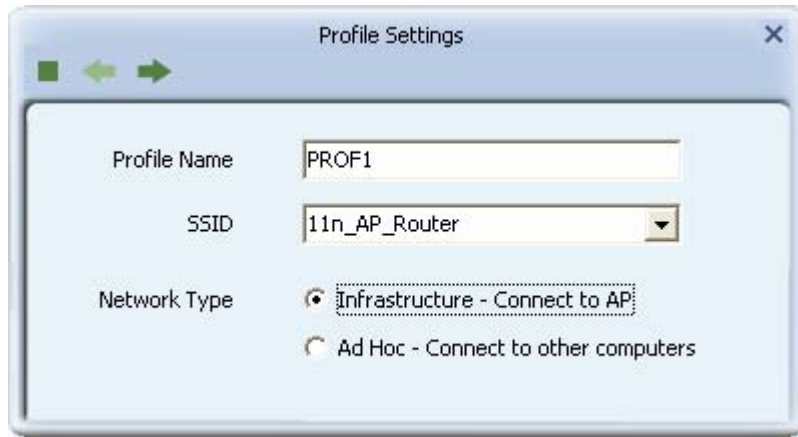 Profile Settings
Profile Name PROF1
SSID 11n_AP_Router
Network Type Infrastructure - Connect to AP
Ad Hoc - Connect to other computers